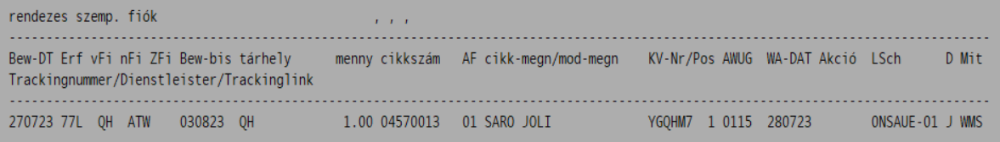 rendezes szemp. fiók , , ,
Bew-DT Erf vFi nFi ZFi Bew-bis tárhely menny cikkszám AF cikk-megn/mod-megn KV-Nr/Pos AWUG WA-DAT Akció LSch D Mit
Trackingnummer/Dienstleister/Trackinglink
270723 77L QH ATW 030823 QH 1.00 04570013 01 SARO JOLI YGQHM7 1 0115 280723 ONSAUE-01 J WMS